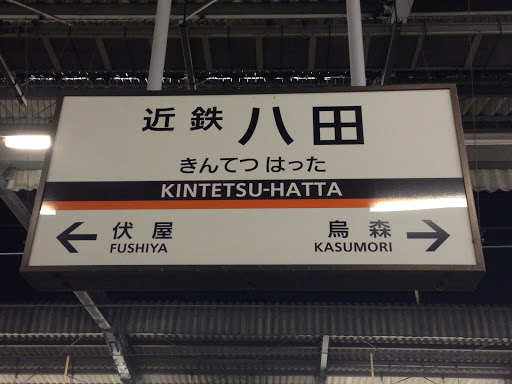 近鉄八田
きんてつはった
KINTETSU-HATTA
← 伏屋 烏森 →
FUSHIYA KASUMORI